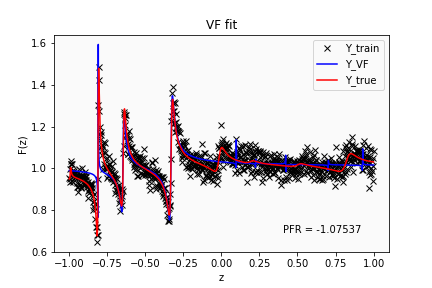 VF fit
Y_train
Y_VF
Y_true
1.6
1.4
1.2
1.0
0.8
0.6
F(z)
PFR = -1.07537
−1.00 −0.75 −0.50 −0.25 0.00 0.25 0.50 0.75 1.00
z